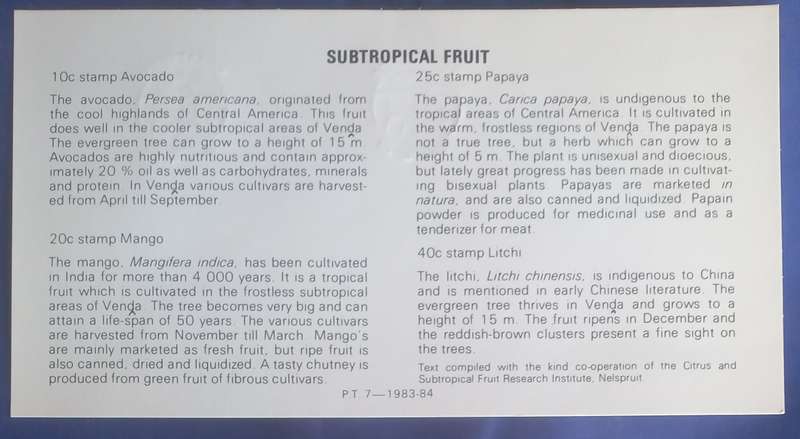 SUBTROPICAL FRUIT
10c stamp Avocado
The avocado, Persea americana, originated from
the cool highlands of Central America. This fruit
does well in the cooler subtropical areas of Venḓa.
The evergreen tree can grow to a height of 15 m.
Avocados are highly nutritious and contain approx-
imately 20 % oil as well as carbohydrates, minerals
and protein. In Venḓa various cultivars are harvest-
ed from April till September.
20c stamp Mango
The mango, Mangifera indica, has been cultivated
in India for more than 4 000 years. It is a tropical
fruit which is cultivated in the frostless subtropical
areas of Venḓa. The tree becomes very big and can
attain a life-span of 50 years. The various cultivars
are harvested from November till March. Mango's
are mainly marketed as fresh fruit, but ripe fruit is
also canned, dried and liquidized. A tasty chutney is
produced from green fruit of fibrous cultivars.
25c stamp Papaya
The papaya, Carica papaya, is undigenous to the
tropical areas of Central America. It is cultivated in
the warm, frostless regions of Venḓa. The papaya is
not a true tree, but a herb which can grow to a
height of 5 m. The plant is unisexual and dioecious,
but lately great progress has been made in cultivat-
ing bisexual plants. Papayas are marketed in
natura, and are also canned and liquidized. Papain
powder is produced for medicinal use and as a
tenderizer for meat.
40c stamp Litchi
The litchi, Litchi chinensis, is indigenous to China
and is mentioned in early Chinese literature. The
evergreen tree thrives in Venḓa and grows to a
height of 15 m. The fruit ripens in December and
the reddish-brown clusters present a fine sight on
the trees.
Text compiled with the kind co-operation of the Citrus and
Subtropical Fruit Research Institute, Nelspruit.
P.T. 7—1983-84